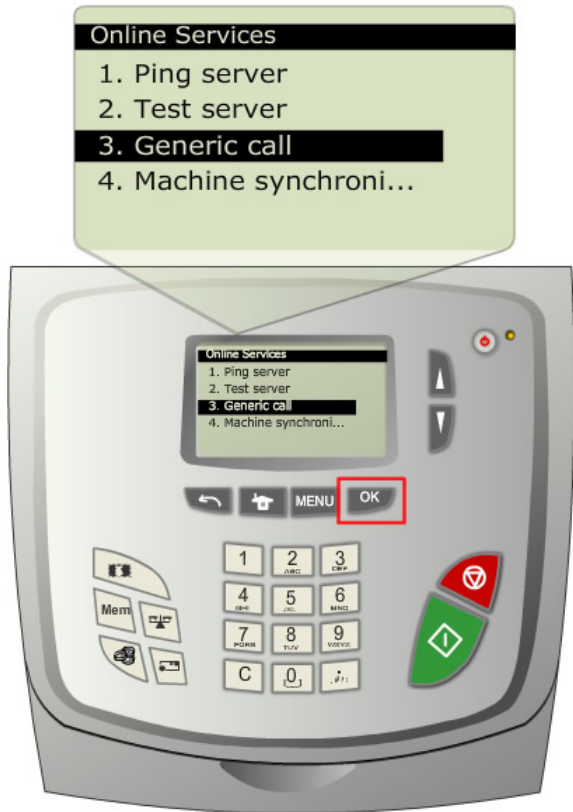 Online Services
1. Ping server
2. Test server
3. Generic call
4. Machine synchroni...
Online Services
1. Ping server
2. Test server
3. Generic call
4. Machine synchroni...
MENU OK
1 2 ABC 3 DEF
4 GHI 5 JKL 6 MNO
Mem
7 PQRS 8 TUV 9 WXYZ
C 0